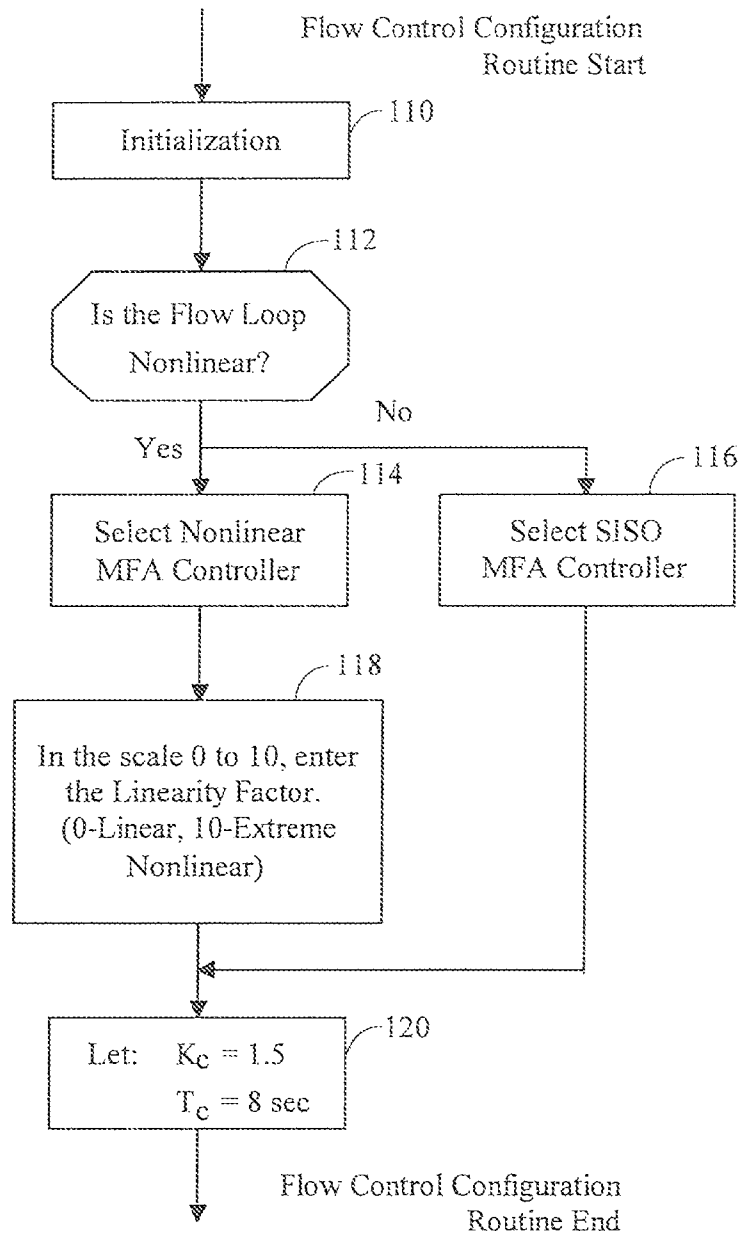 Flow Control Configuration
Routine Start
110
Initialization
112
Is the Flow Loop
Nonlinear?
No
Yes
114
116
Select Nonlinear
MFA Controller
Select SISO
MFA Controller
118
In the scale 0 to 10, enter
the Linearity Factor.
(0-Linear, 10-Extreme
Nonlinear)
120
Let: Kc = 1.5
Tc = 8 sec
Flow Control Configuration
Routine End